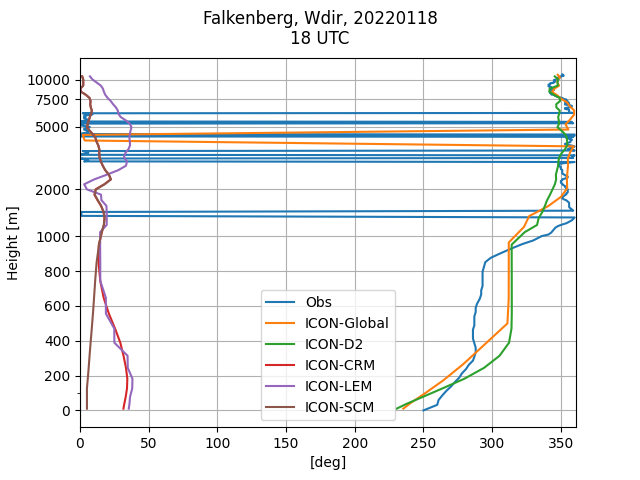 Falkenberg, Wdir, 20220118
18 UTC
10000
7500
5000
2000
1000
800
600
400
200
0
Height [m]
Obs
ICON-Global
ICON-D2
ICON-CRM
ICON-LEM
ICON-SCM
0 50 100 150 200 250 300 350
[deg]